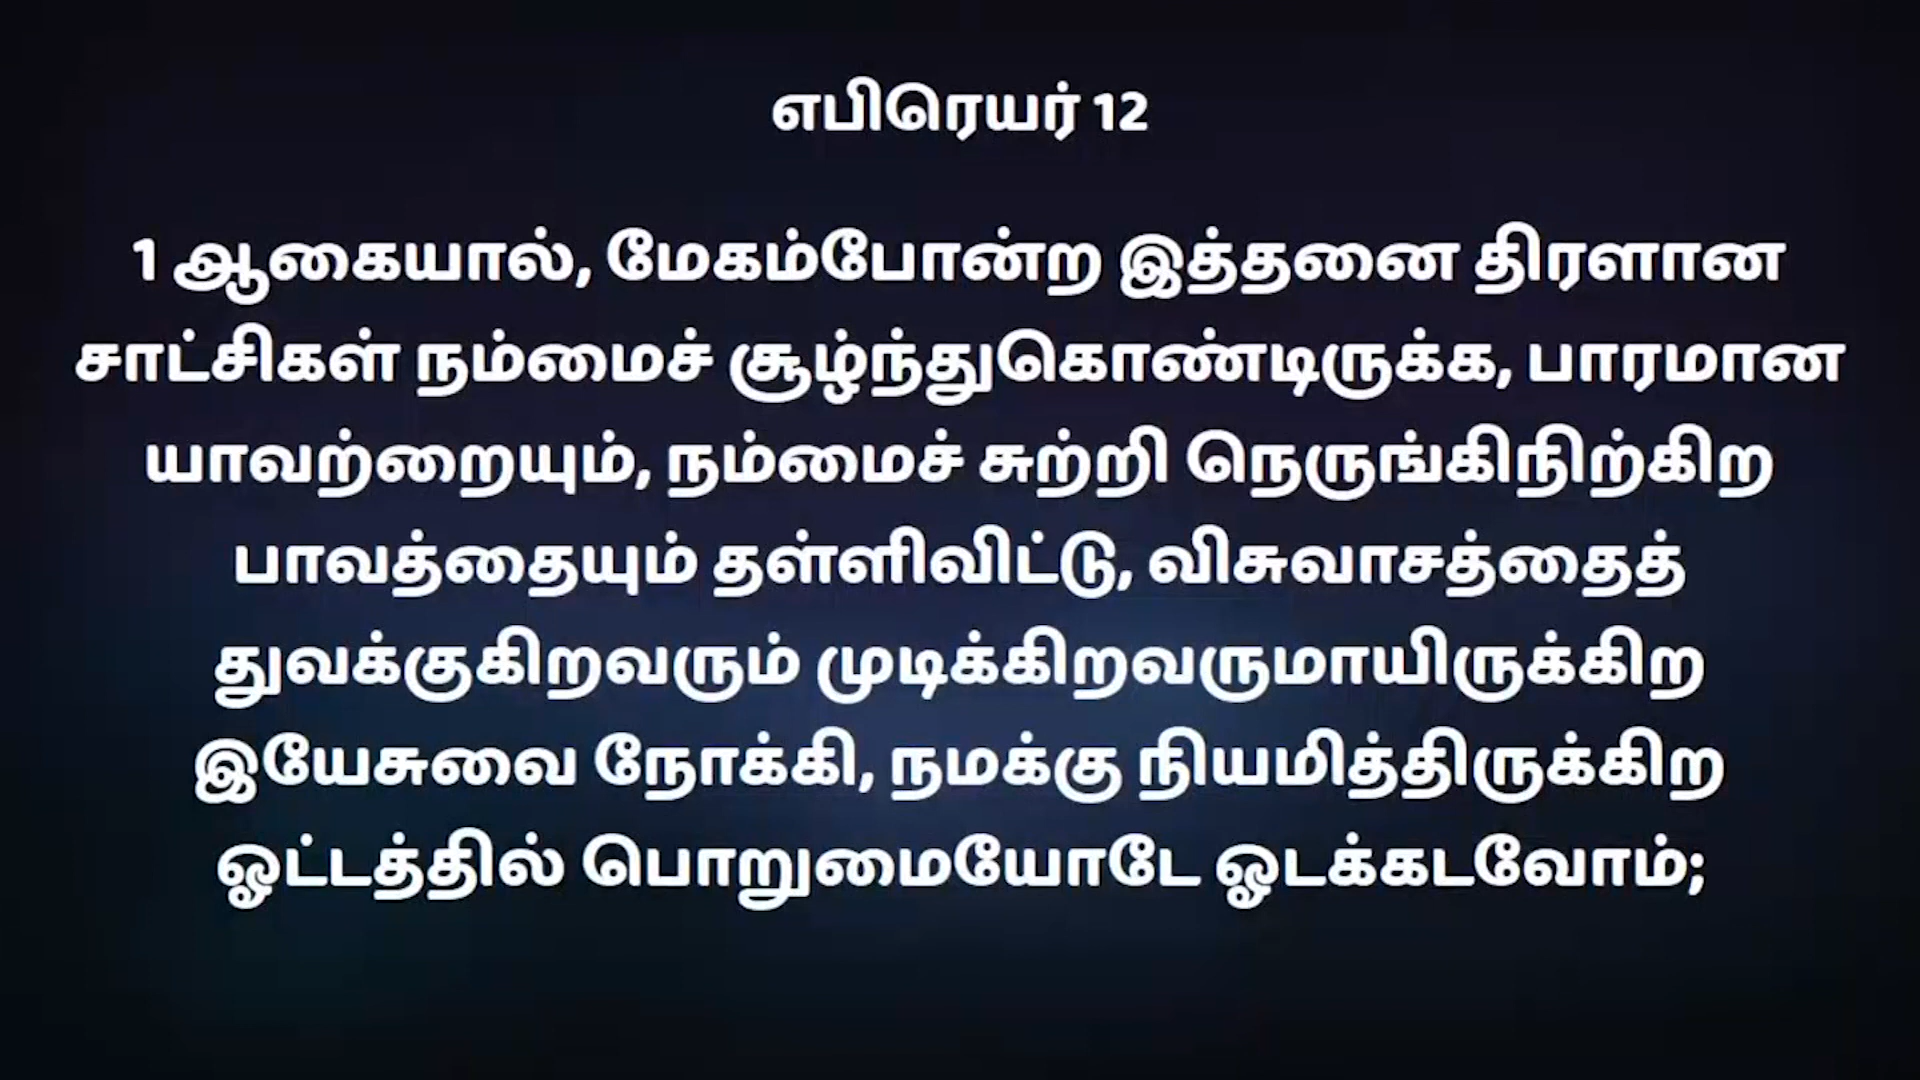 எபிரெயர் 12
1 ஆகையால், மேகம்போன்ற இத்தனை திரளான
சாட்சிகள் நம்மைச் சூழ்ந்துகொண்டிருக்க, பாரமான
யாவற்றையும், நம்மைச் சுற்றி நெருங்கிநிற்கிற
பாவத்தையும் தள்ளிவிட்டு, விசுவாசத்தைத்
துவக்குகிறவரும் முடிக்கிறவருமாயிருக்கிற
இயேசுவை நோக்கி, நமக்கு நியமித்திருக்கிற
ஓட்டத்தில் பொறுமையோடே ஓடக்கடவோம்;